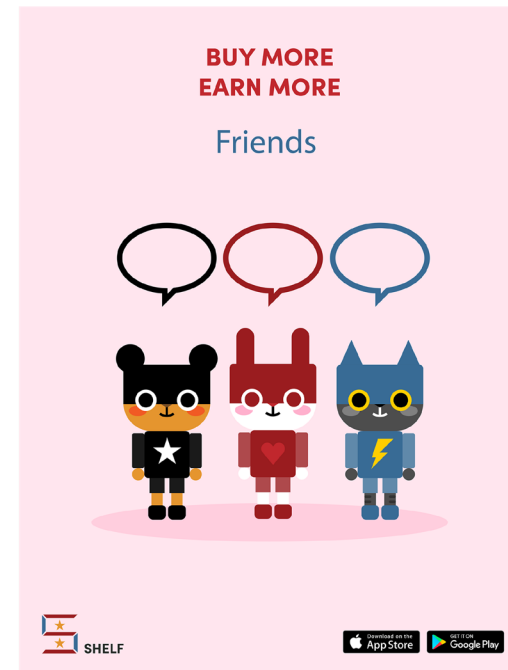 BUY MORE
EARN MORE
Friends
SHELF
Download on the
App Store
GET IT ON
Google Play